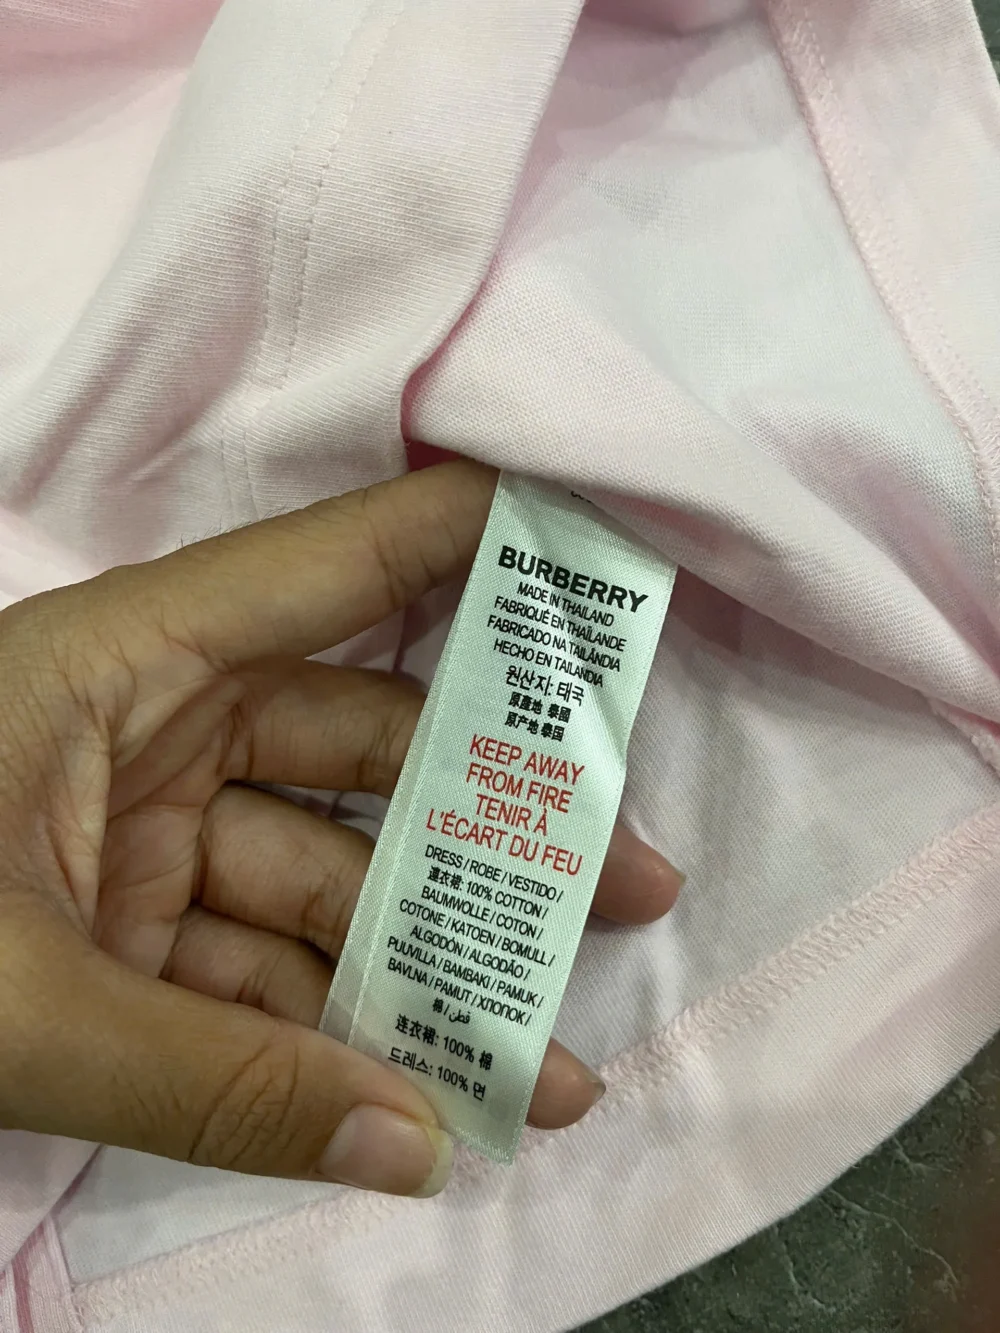 BURBERRY
MADE IN THAILAND
FABRIQUÉ EN THAÏLANDE
FABRICADO NA TAILÂNDIA
HECHO EN TAILANDIA
원산지: 태국
原產地 泰國
原产地 泰国
KEEP AWAY
FROM FIRE
TENIR À
L'ÉCART DU FEU
DRESS / ROBE / VESTIDO /
連衣裙: 100% COTTON /
BAUMWOLLE / COTON /
COTONE / KATOEN / BOMULL /
ALGODÓN / ALGODÃO /
PUUVILLA / BAMBAKI / PAMUK /
BAVLNA / PAMUT / ХЛОПОК /
棉 / قطن
连衣裙: 100% 棉
드레스: 100% 면